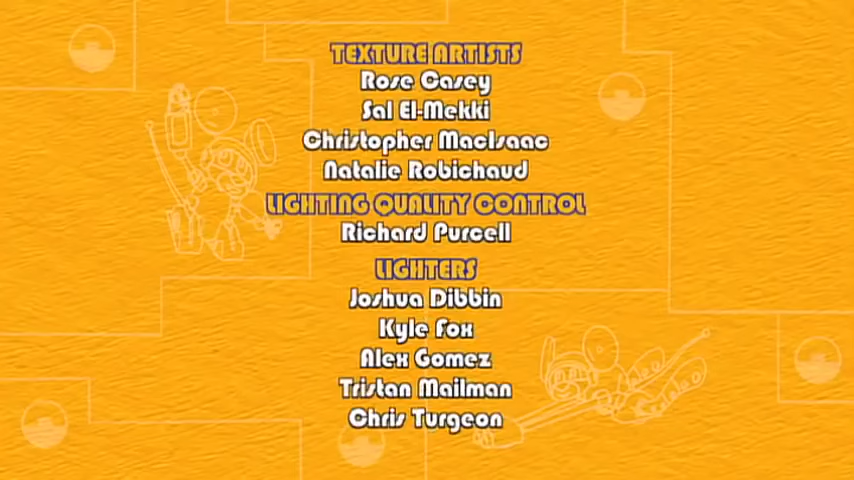 TEXTURE ARTISTS
Rose Casey
Sal El-Mekki
Christopher MacIsaac
Natalie Robichaud
LIGHTING QUALITY CONTROL
Richard Purcell
LIGHTERS
Joshua Dibbin
Kyle Fox
Alex Gomez
Tristan Mailman
Chris Turgeon